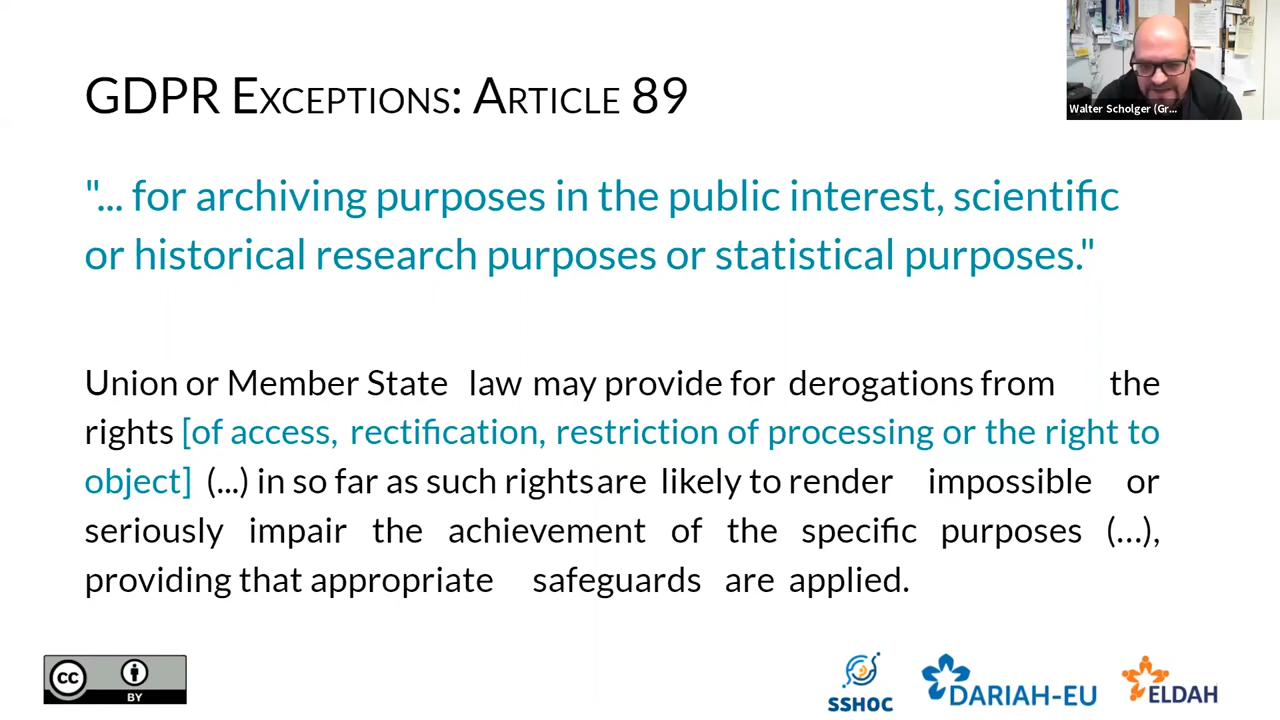 GDPR Exceptions: Article 89
Walter Scholger (Gr...
"... for archiving purposes in the public interest, scientific
or historical research purposes or statistical purposes."
Union or Member State law may provide for derogations from the
rights [of access, rectification, restriction of processing or the right to
object] (...) in so far as such rights are likely to render impossible or
seriously impair the achievement of the specific purposes (...),
providing that appropriate safeguards are applied.
cc
BY
SSHOC
DARIAH-EU
ELDAH